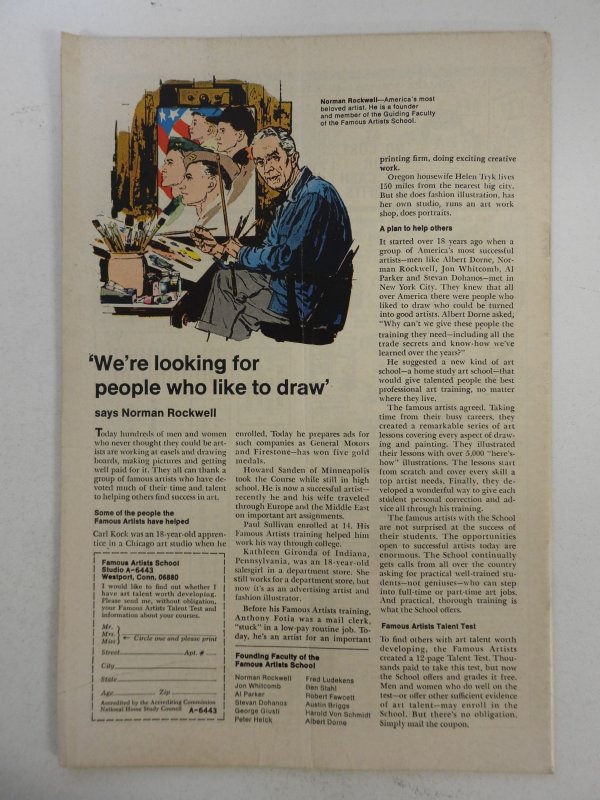 Norman Rockwell—America's most
beloved artist. He is a founder
and member of the Guiding Faculty
of the Famous Artists School.
'We're looking for
people who like to draw'
says Norman Rockwell
Today hundreds of men and women
who never thought they could be art-
ists are working at easels and drawing
boards, making pictures and getting
well paid for it. They all can thank a
group of famous artists who have de-
voted much of their time and talent
to helping others find success in art.
Some of the people the
Famous Artists have helped
Carl Kock was an 18-year-old appren-
tice in a Chicago art studio when he
Famous Artists School
Studio A-6443
Westport, Conn. 06880
I would like to find out whether I
have art talent worth developing.
Please send me, without obligation,
your Famous Artists Talent Test and
information about your courses.
Mr.
Mrs.
Miss
← Circle one and please print
Street Apt. #
City
State
Age Zip
Accredited by the Accrediting Commission
National Home Study Council A-6443
enrolled. Today he prepares ads for
such companies as General Motors
and Firestone—has won five gold
medals.
Howard Sanden of Minneapolis
took the Course while still in high
school. He is now a successful artist—
recently he and his wife traveled
through Europe and the Middle East
on important art assignments.
Paul Sullivan enrolled at 14. His
Famous Artists training helped him
work his way through college.
Kathleen Gironda of Indiana,
Pennsylvania, was an 18-year-old
salesgirl in a department store. She
still works for a department store, but
now it's as an advertising artist and
fashion illustrator.
Before his Famous Artists training,
Anthony Fotia was a mail clerk,
"stuck" in a low-pay routine job. To-
day, he's an artist for an important
Founding Faculty of the
Famous Artists School
Norman Rockwell
Jon Whitcomb
Al Parker
Stevan Dohanos
George Giusti
Peter Helck
Fred Ludekens
Ben Stahl
Robert Fawcett
Austin Briggs
Harold Von Schmidt
Albert Dorne
printing firm, doing exciting creative
work.
Oregon housewife Helen Tryk lives
150 miles from the nearest big city.
But she does fashion illustration, has
her own studio, runs an art work
shop, does portraits.
A plan to help others
It started over 18 years ago when a
group of America's most successful
artists—men like Albert Dorne, Nor-
man Rockwell, Jon Whitcomb, Al
Parker and Stevan Dohanos—met in
New York City. They knew that all
over America there were people who
liked to draw who could be turned
into good artists. Albert Dorne asked,
"Why can't we give these people the
training they need—including all the
trade secrets and know-how we've
learned over the years?"
He suggested a new kind of art
school—a home study art school—that
would give talented people the best
professional art training, no matter
where they live.
The famous artists agreed. Taking
time from their busy careers, they
created a remarkable series of art
lessons covering every aspect of draw-
ing and painting. They illustrated
their lessons with over 5,000 "here's-
how" illustrations. The lessons start
from scratch and cover every skill a
top artist needs. Finally, they de-
veloped a wonderful way to give each
student personal correction and ad-
vice all through his training.
The famous artists with the School
are not surprised at the success of
their students. The opportunities
open to successful artists today are
enormous. The School continually
gets calls from all over the country
asking for practical well-trained stu-
dents—not geniuses—who can step
into full-time or part-time art jobs.
And practical, thorough training is
what the School offers.
Famous Artists Talent Test
To find others with art talent worth
developing, the Famous Artists
created a 12-page Talent Test. Thou-
sands paid to take this test, but now
the School offers and grades it free.
Men and women who do well on the
test—or offer other sufficient evidence
of art talent—may enroll in the
School. But there's no obligation.
Simply mail the coupon.